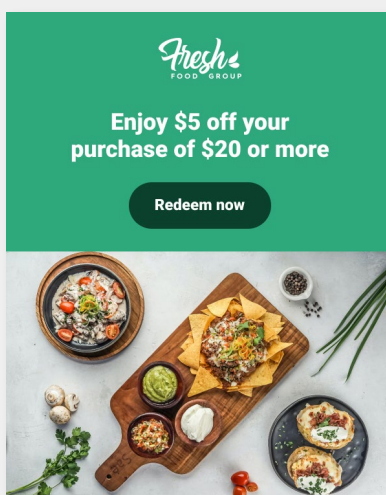 Fresh
FOOD GROUP
Enjoy $5 off your
purchase of $20 or more
Redeem now